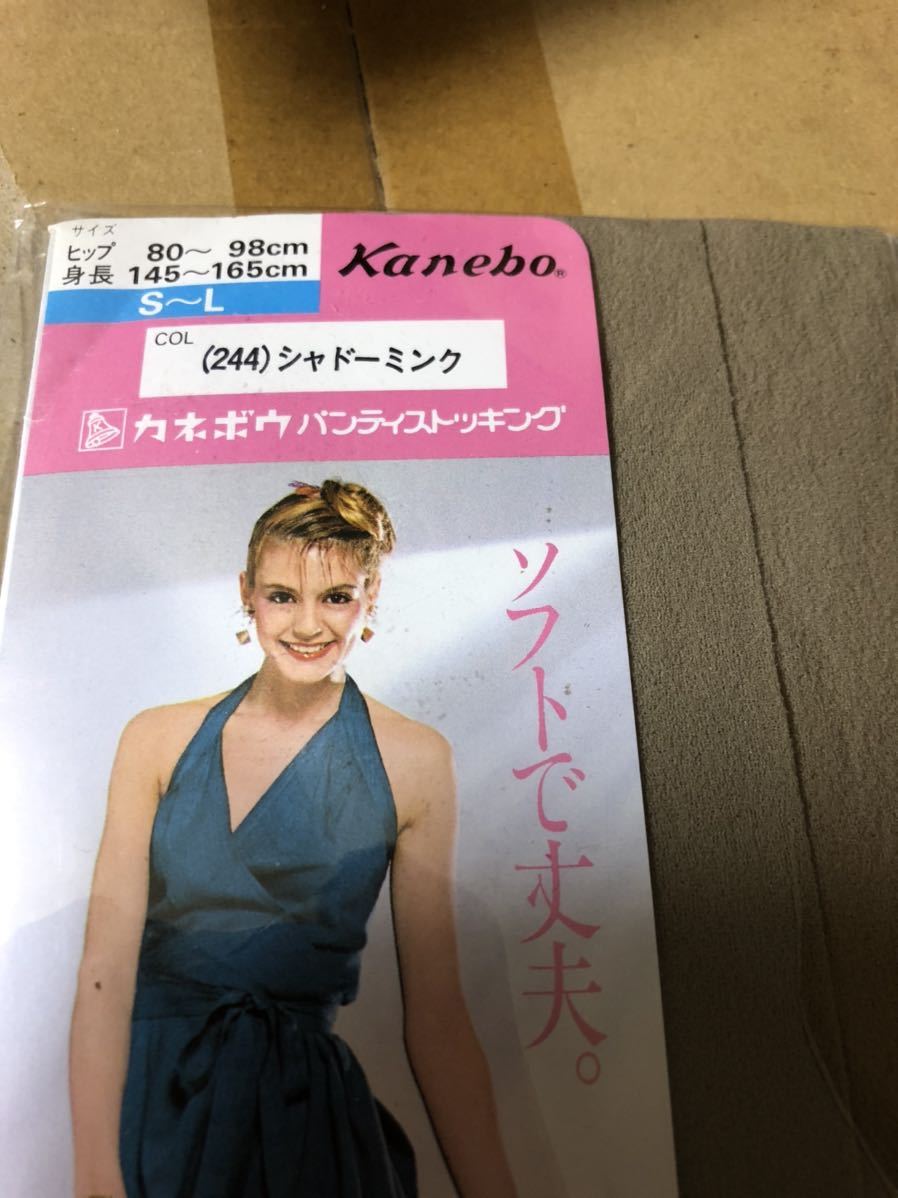 サイズ
ヒップ 80～ 98cm
身長 145～165cm
S～L
Kanebo®
COL
(244)シャドーミンク
K
カネボウ パンティストッキング
ソフトで丈夫。